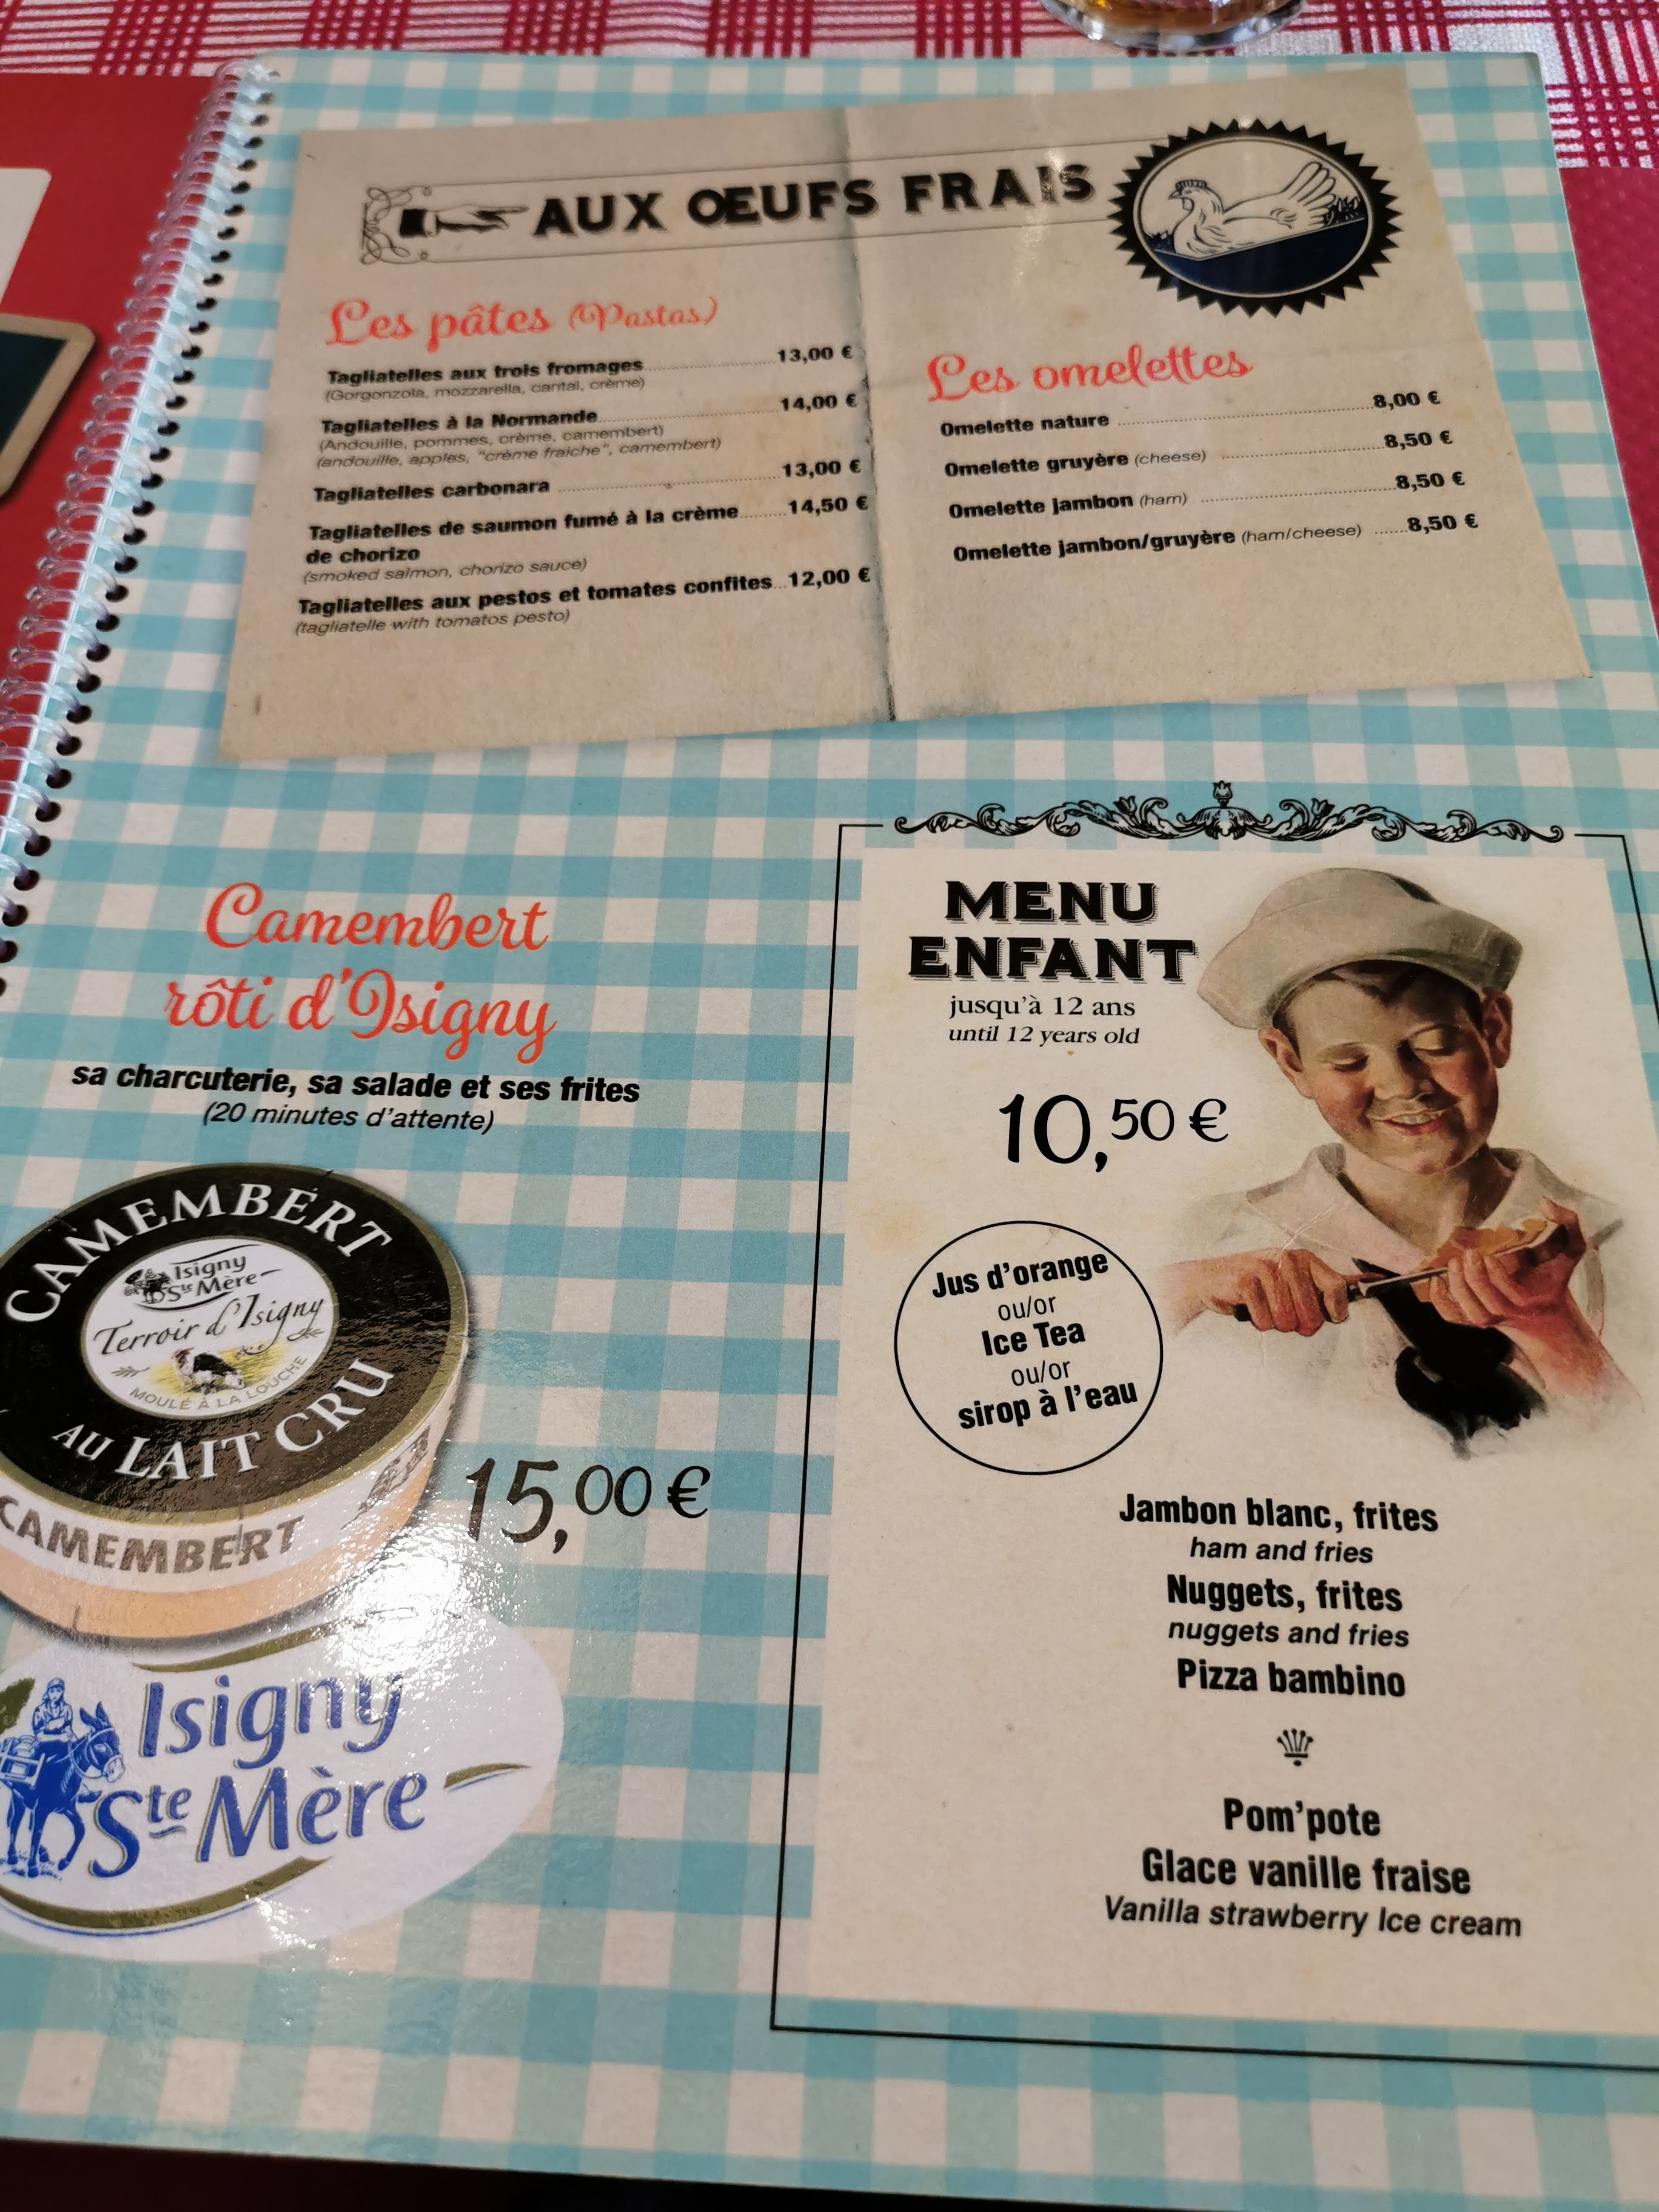 AUX ŒUFS FRAIS
Les pâtes (Pastas)
Tagliatelles aux trois fromages 13,00 €
(Gorgonzola, mozzarella, cantal, crème)
Tagliatelles à la Normande 14,00 €
(Andouille, pommes, crème, camembert)
(andouille, apples, "crème fraiche", camembert)
Tagliatelles carbonara 13,00 €
Tagliatelles de saumon fumé à la crème 14,50 €
de chorizo
(smoked salmon, chorizo sauce)
Tagliatelles aux pestos et tomates confites 12,00 €
(tagliatelle with tomatos pesto)
Les omelettes
Omelette nature 8,00 €
Omelette gruyère (cheese) 8,50 €
Omelette jambon (ham) 8,50 €
Omelette jambon/gruyère (ham/cheese) 8,50 €
Camembert
rôti d'Isigny
sa charcuterie, sa salade et ses frites
(20 minutes d'attente)
CAMEMBERT
Isigny
Ste Mère
Terroir d'Isigny
MOULÉ À LA LOUCHE
AU LAIT CRU
CAMEMBERT
15,00 €
Isigny
Ste Mère
MENU
ENFANT
jusqu'à 12 ans
until 12 years old
10,50 €
Jus d'orange
ou/or
Ice Tea
ou/or
sirop à l'eau
Jambon blanc, frites
ham and fries
Nuggets, frites
nuggets and fries
Pizza bambino
Pom'pote
Glace vanille fraise
Vanilla strawberry Ice cream